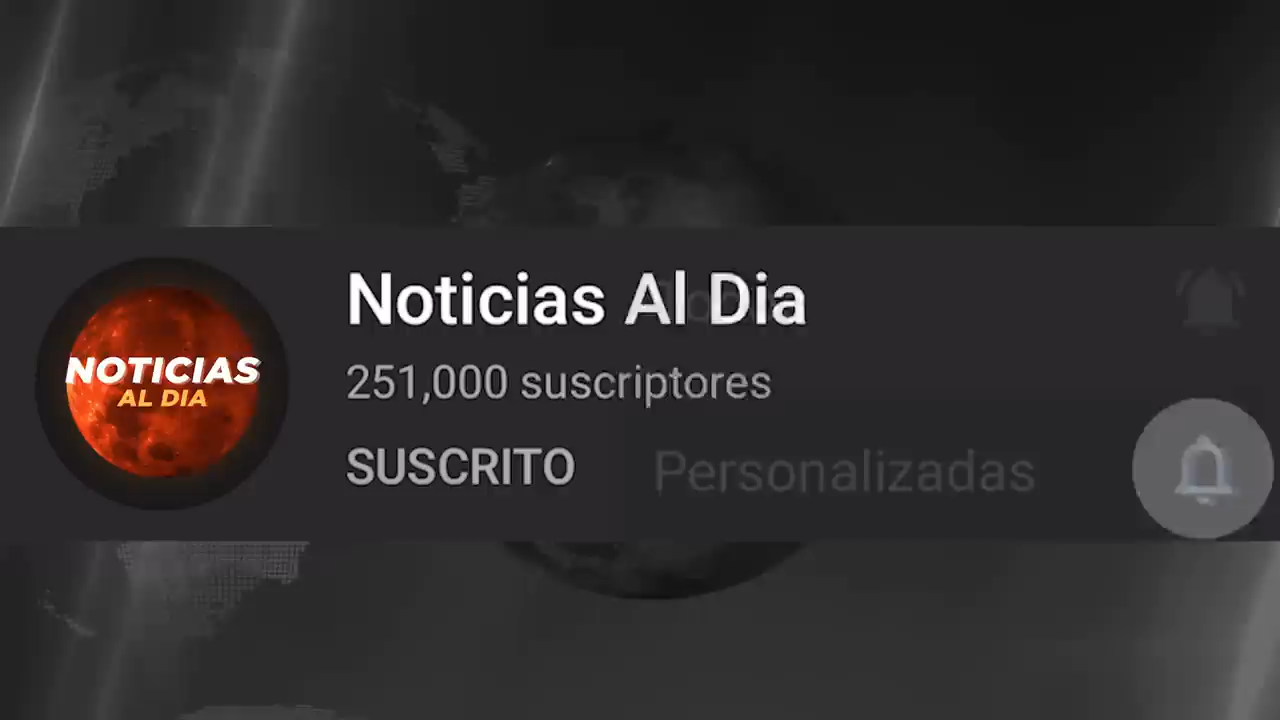 NOTICIAS
AL DIA
Noticias Al Dia
251,000 suscriptores
SUSCRITO
Personalizadas